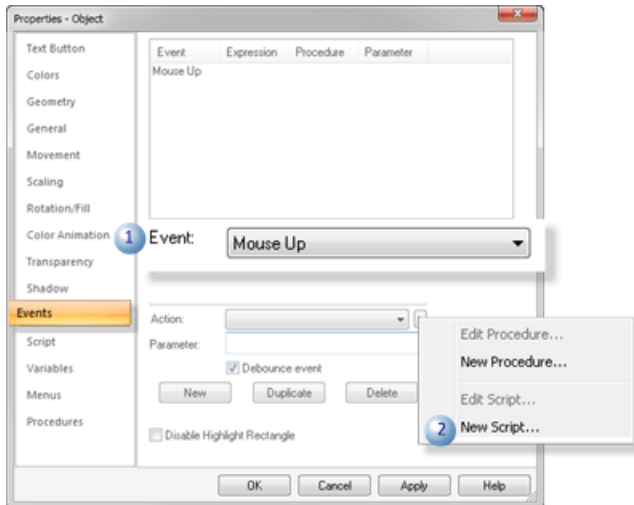 Properties - Object
Text Button
Colors
Geometry
General
Movement
Scaling
Rotation/Fill
Color Animation
Transparency
Shadow
Events
Script
Variables
Menus
Procedures
Event Expression Procedure Parameter
Mouse Up
1 Event: Mouse Up
Action:
Parameter:
Debounce event
New Duplicate Delete
Disable Highlight Rectangle
Edit Procedure...
New Procedure...
Edit Script...
2 New Script...
OK Cancel Apply Help